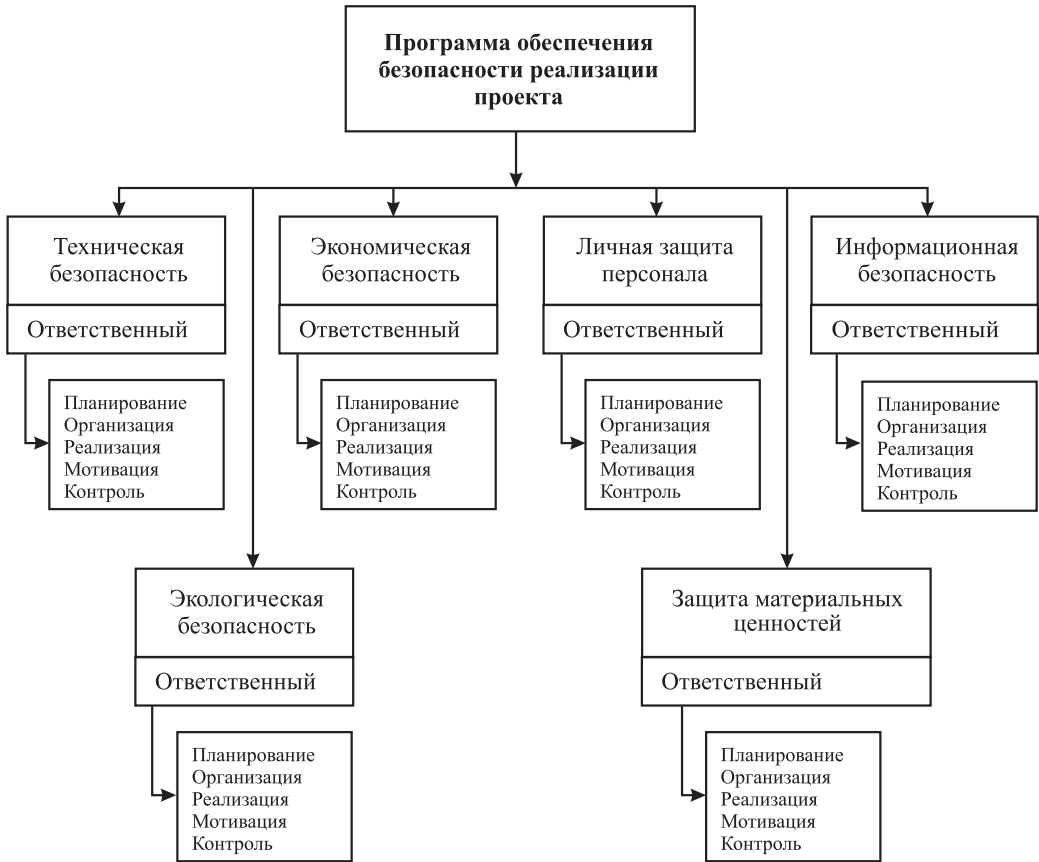 Программа обеспечения
безопасности реализации
проекта
Техническая
безопасность
Ответственный
Планирование
Организация
Реализация
Мотивация
Контроль
Экономическая
безопасность
Ответственный
Планирование
Организация
Реализация
Мотивация
Контроль
Личная защита
персонала
Ответственный
Планирование
Организация
Реализация
Мотивация
Контроль
Информационная
безопасность
Ответственный
Планирование
Организация
Реализация
Мотивация
Контроль
Экологическая
безопасность
Ответственный
Планирование
Организация
Реализация
Мотивация
Контроль
Защита материальных
ценностей
Ответственный
Планирование
Организация
Реализация
Мотивация
Контроль